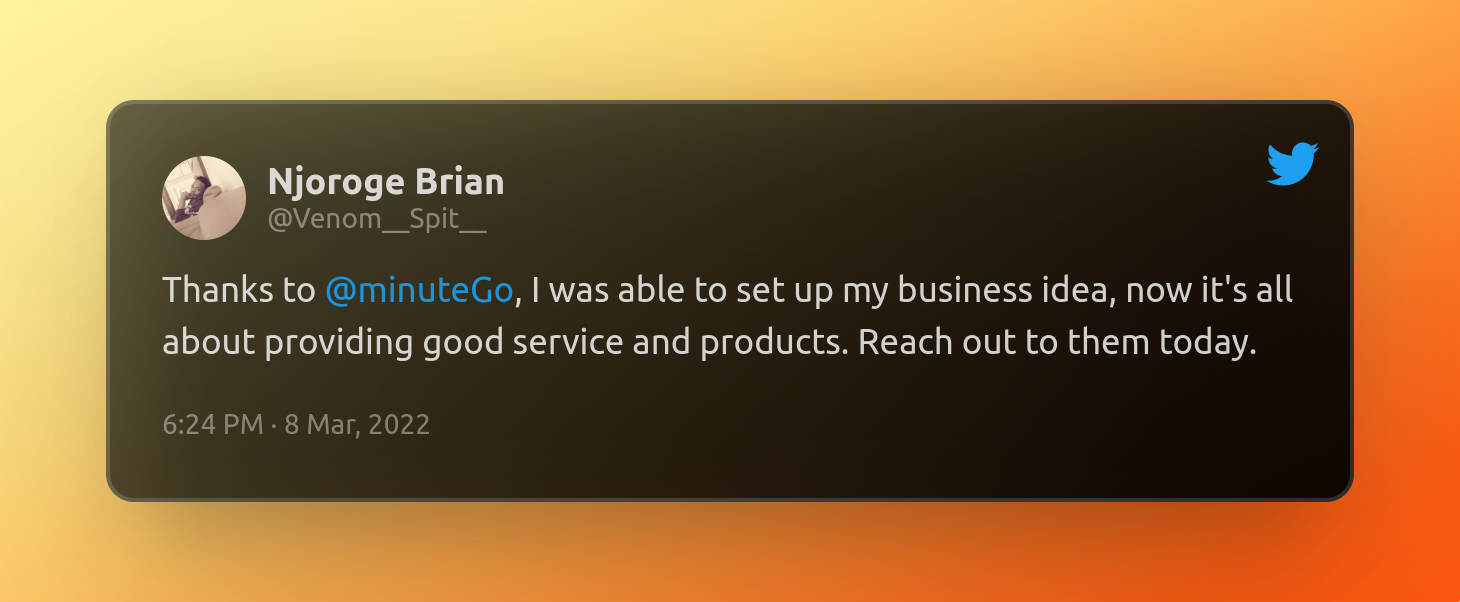 Njoroge Brian
@Venom__Spit__
Thanks to @minuteGo, I was able to set up my business idea, now it's all
about providing good service and products. Reach out to them today.
6:24 PM · 8 Mar, 2022